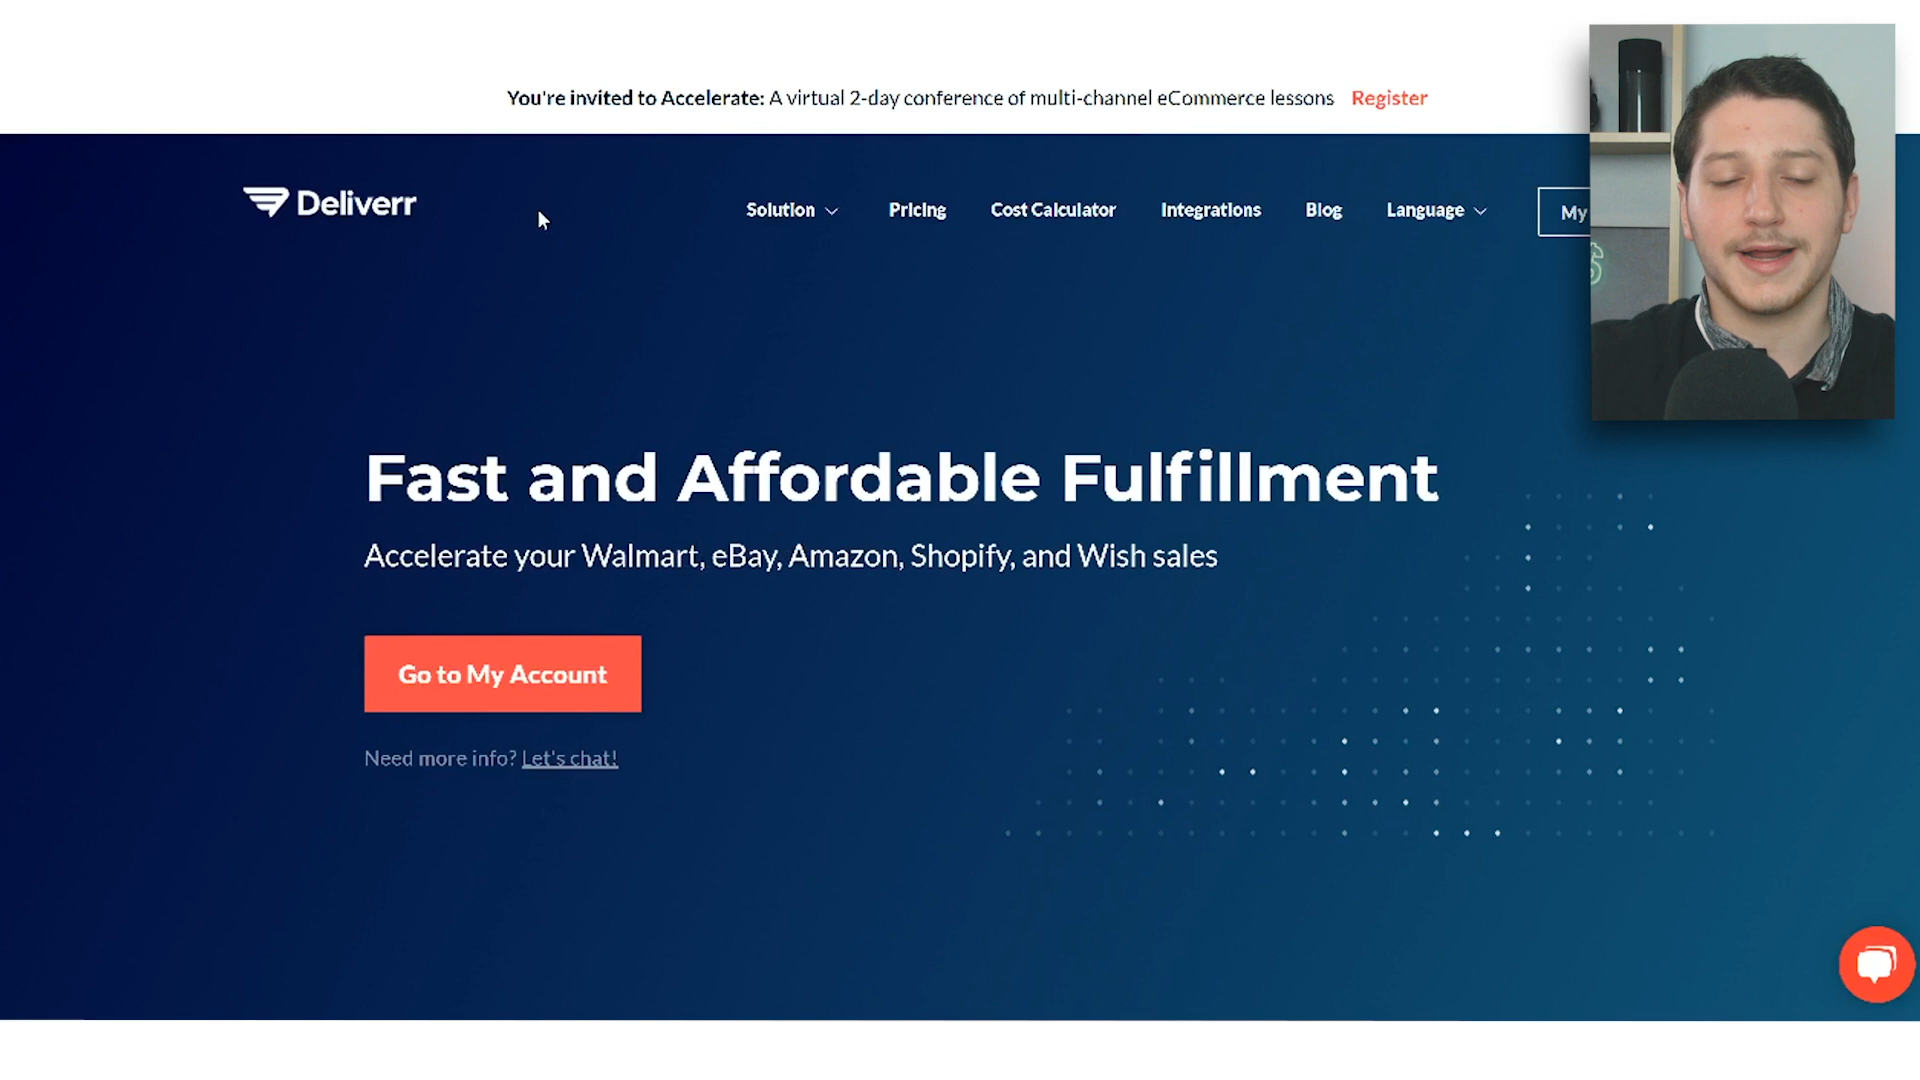 You're invited to Accelerate: A virtual 2-day conference of multi-channel eCommerce lessons Register
Deliverr
Solution Pricing Cost Calculator Integrations Blog Language My
Fast and Affordable Fulfillment
Accelerate your Walmart, eBay, Amazon, Shopify, and Wish sales
Go to My Account
Need more info? Let's chat!